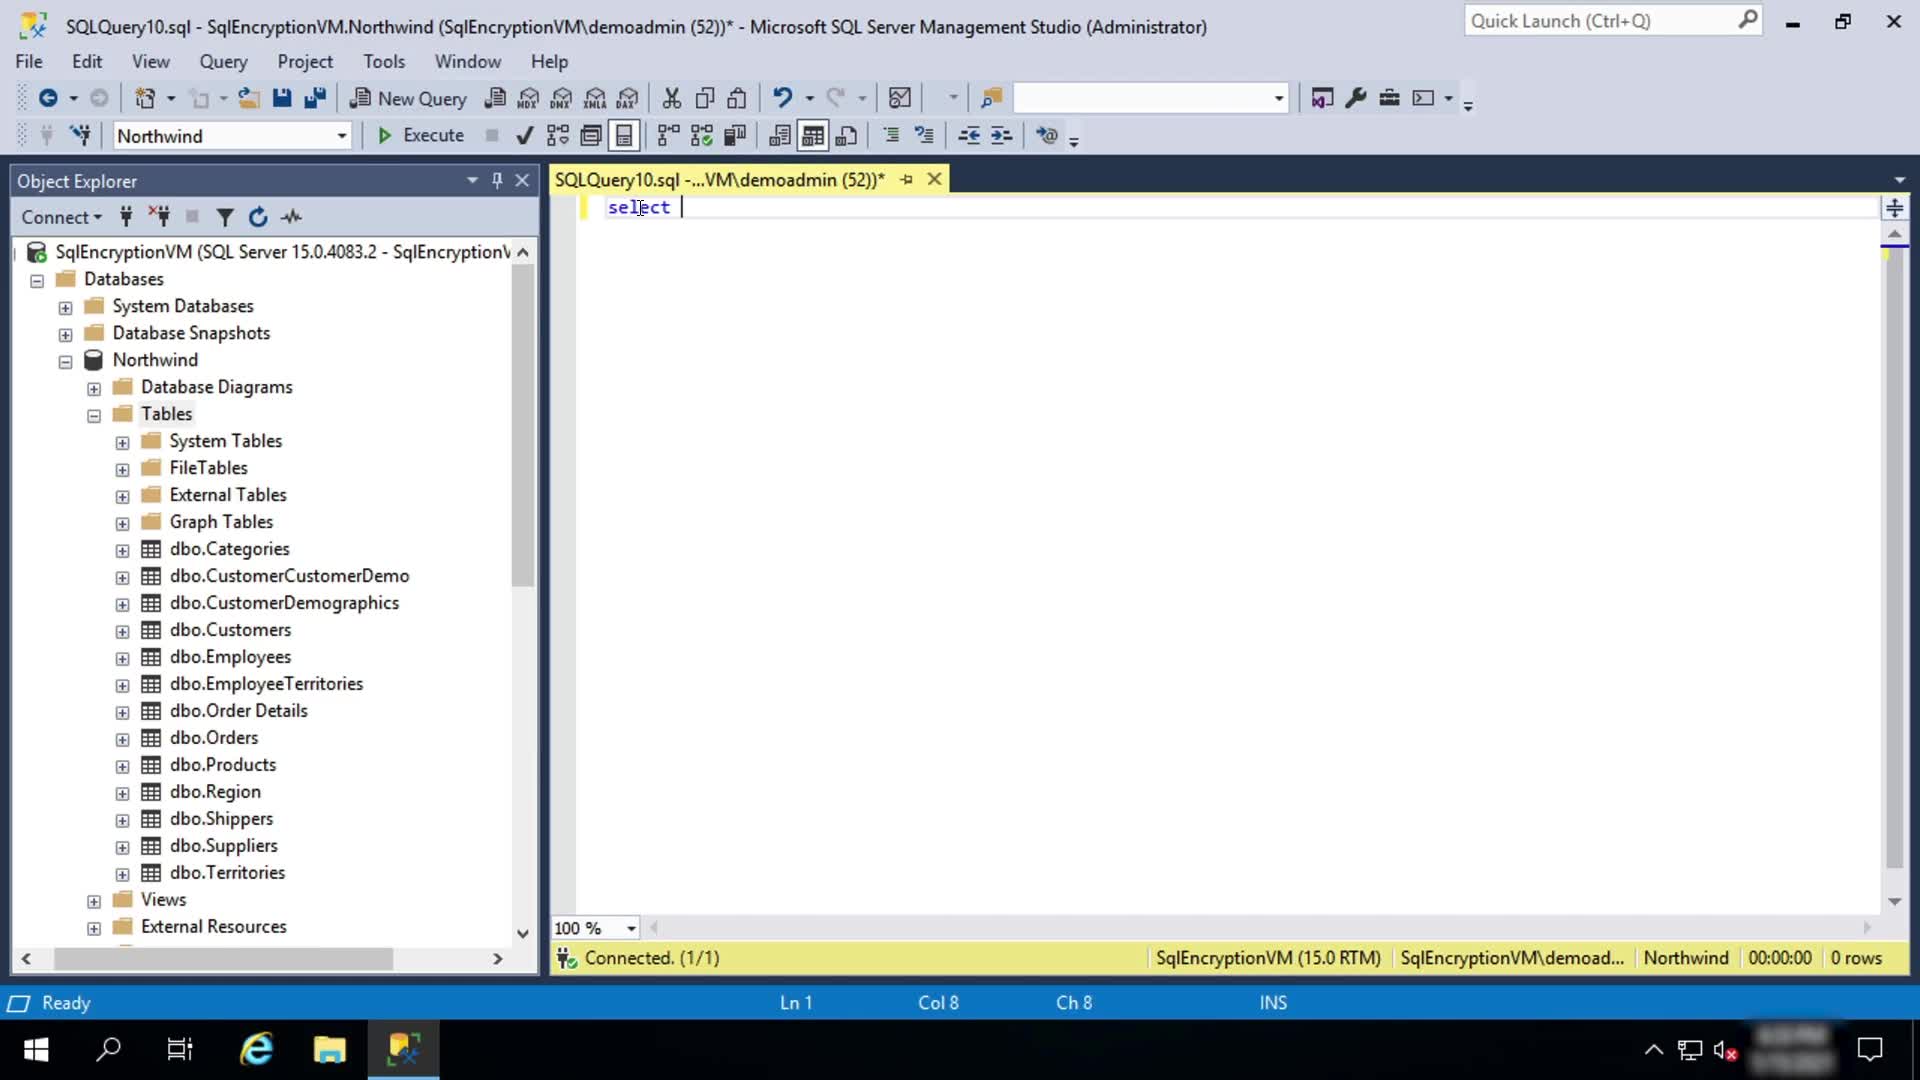 SQLQuery10.sql - SqlEncryptionVM.Northwind (SqlEncryptionVM\demoadmin (52))* - Microsoft SQL Server Management Studio (Administrator)
Quick Launch (Ctrl+Q)
File Edit View Query Project Tools Window Help
New Query MDX DMX XMLA DAX
Northwind Execute
Object Explorer
SQLQuery10.sql -...VM\demoadmin (52))*
Connect
select
SqlEncryptionVM (SQL Server 15.0.4083.2 - SqlEncryptionV
Databases
System Databases
Database Snapshots
Northwind
Database Diagrams
Tables
System Tables
FileTables
External Tables
Graph Tables
dbo.Categories
dbo.CustomerCustomerDemo
dbo.CustomerDemographics
dbo.Customers
dbo.Employees
dbo.EmployeeTerritories
dbo.Order Details
dbo.Orders
dbo.Products
dbo.Region
dbo.Shippers
dbo.Suppliers
dbo.Territories
Views
External Resources
100 %
Connected. (1/1) SqlEncryptionVM (15.0 RTM) SqlEncryptionVM\demoad... Northwind 00:00:00 0 rows
Ready Ln 1 Col 8 Ch 8 INS